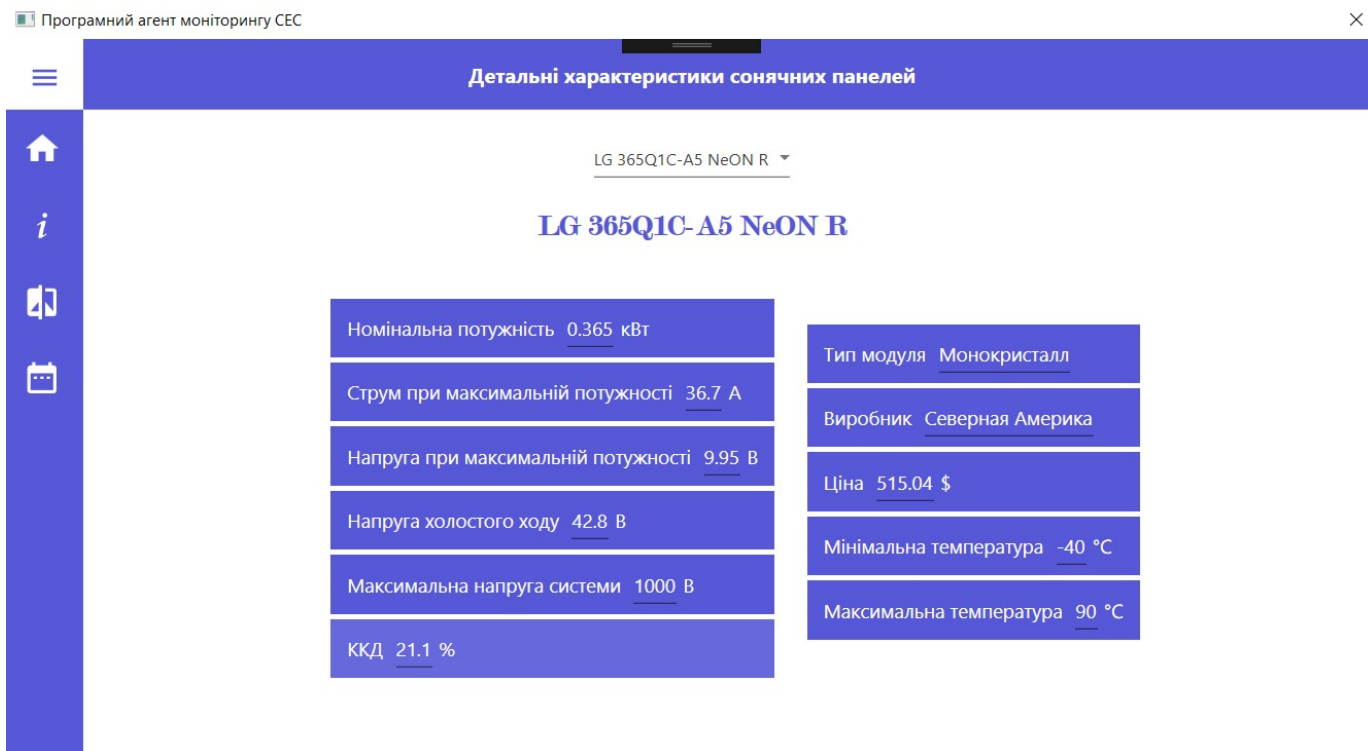 Програмний агент моніторингу СЕС
Детальні характеристики сонячних панелей
LG 365Q1C-A5 NeON R
LG 365Q1C-A5 NeON R
Номінальна потужність 0.365 кВт
Струм при максимальній потужності 36.7 А
Напруга при максимальній потужності 9.95 В
Напруга холостого ходу 42.8 В
Максимальна напруга системи 1000 В
ККД 21.1 %
Тип модуля Монокристалл
Виробник Северная Америка
Ціна 515.04 $
Мінімальна температура -40 °C
Максимальна температура 90 °C